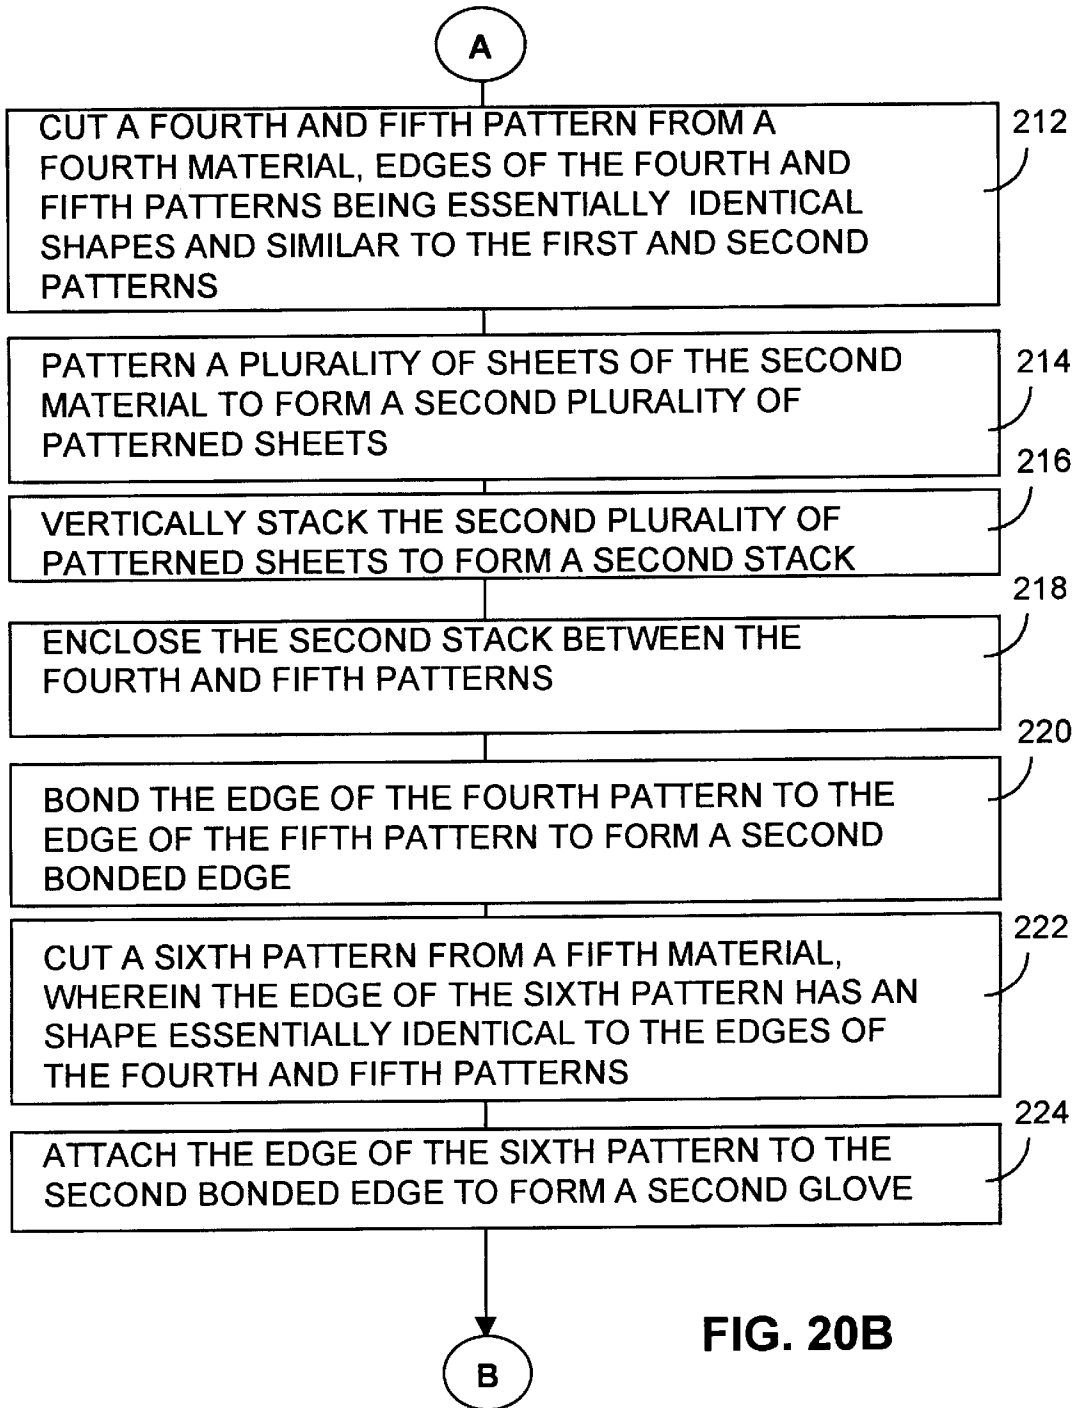 A
CUT A FOURTH AND FIFTH PATTERN FROM A
FOURTH MATERIAL, EDGES OF THE FOURTH AND
FIFTH PATTERNS BEING ESSENTIALLY IDENTICAL
SHAPES AND SIMILAR TO THE FIRST AND SECOND
PATTERNS
212
PATTERN A PLURALITY OF SHEETS OF THE SECOND
MATERIAL TO FORM A SECOND PLURALITY OF
PATTERNED SHEETS
214
VERTICALLY STACK THE SECOND PLURALITY OF
PATTERNED SHEETS TO FORM A SECOND STACK
216
ENCLOSE THE SECOND STACK BETWEEN THE
FOURTH AND FIFTH PATTERNS
218
BOND THE EDGE OF THE FOURTH PATTERN TO THE
EDGE OF THE FIFTH PATTERN TO FORM A SECOND
BONDED EDGE
220
CUT A SIXTH PATTERN FROM A FIFTH MATERIAL,
WHEREIN THE EDGE OF THE SIXTH PATTERN HAS AN
SHAPE ESSENTIALLY IDENTICAL TO THE EDGES OF
THE FOURTH AND FIFTH PATTERNS
222
ATTACH THE EDGE OF THE SIXTH PATTERN TO THE
SECOND BONDED EDGE TO FORM A SECOND GLOVE
224
FIG. 20B
B